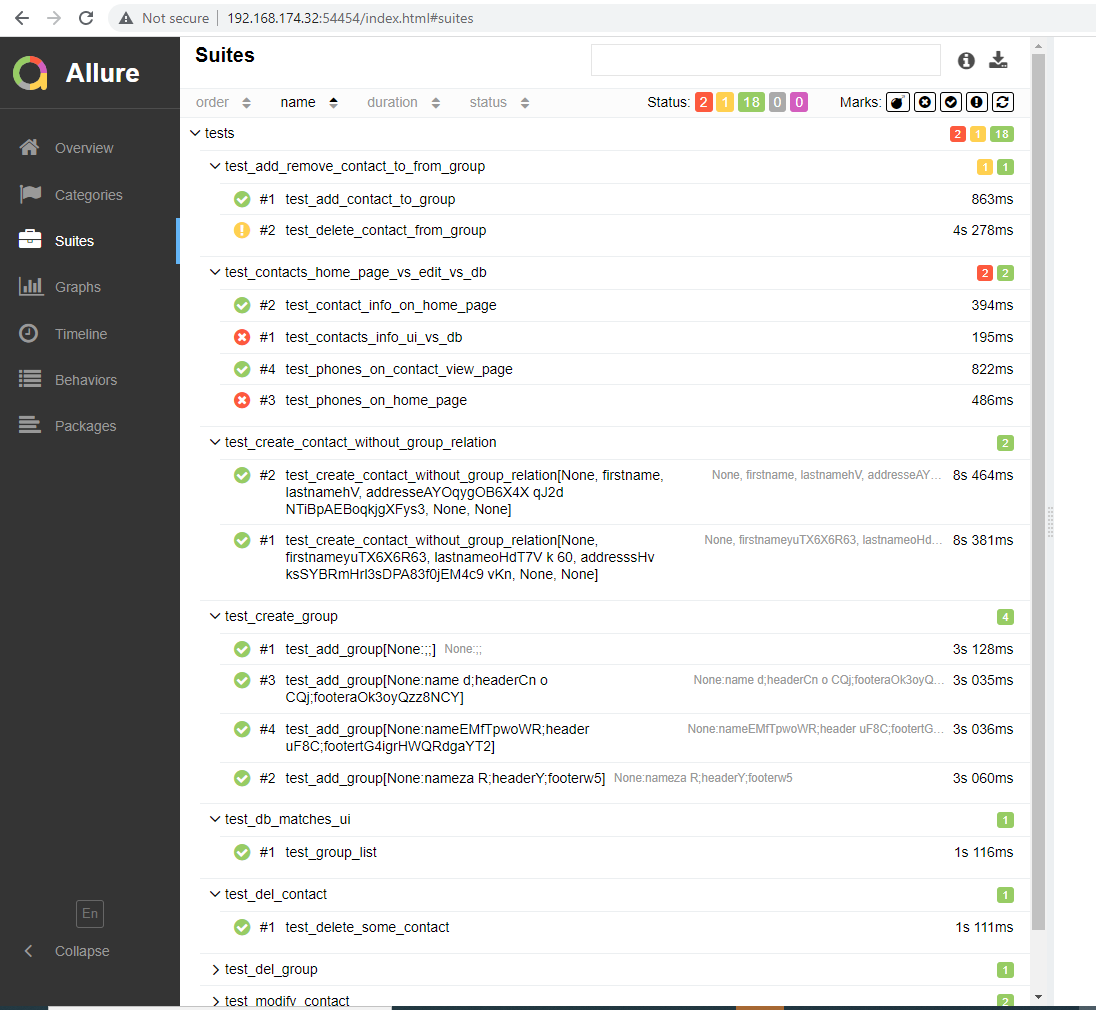 Not secure 192.168.174.32:54454/index.html#suites
Allure
Overview
Categories
Suites
Graphs
Timeline
Behaviors
Packages
En
Collapse
Suites
order name duration status Status: 2 1 18 0 0 Marks:
tests 2 1 18
test_add_remove_contact_to_from_group 1 1
#1 test_add_contact_to_group 863ms
#2 test_delete_contact_from_group 4s 278ms
test_contacts_home_page_vs_edit_vs_db 2 2
#2 test_contact_info_on_home_page 394ms
#1 test_contacts_info_ui_vs_db 195ms
#4 test_phones_on_contact_view_page 822ms
#3 test_phones_on_home_page 486ms
test_create_contact_without_group_relation 2
#2 test_create_contact_without_group_relation[None, firstname, None, firstname, lastnamehV, addresseAY… 8s 464ms
lastnamehV, addresseAYOqygOB6X4X qJ2d
NTiBpAEBoqkjgXFys3, None, None]
#1 test_create_contact_without_group_relation[None, None, firstnameyuTX6X6R63, lastnameoHd… 8s 381ms
firstnameyuTX6X6R63, lastnameoHdT7V k 60, addresssHv
ksSYBRmHrl3sDPA83f0jEM4c9 vKn, None, None]
test_create_group 4
#1 test_add_group[None:;;] None:;; 3s 128ms
#3 test_add_group[None:name d;headerCn o None:name d;headerCn o CQj;footeraOk3oyQ… 3s 035ms
CQj;footeraOk3oyQzz8NCY]
#4 test_add_group[None:nameEMfTpwoWR;header None:nameEMfTpwoWR;header uF8C;footertG… 3s 036ms
uF8C;footertG4igrHWQRdgaYT2]
#2 test_add_group[None:nameza R;headerY;footerw5] None:nameza R;headerY;footerw5 3s 060ms
test_db_matches_ui 1
#1 test_group_list 1s 116ms
test_del_contact 1
#1 test_delete_some_contact 1s 111ms
test_del_group 1
test_modify_contact 2